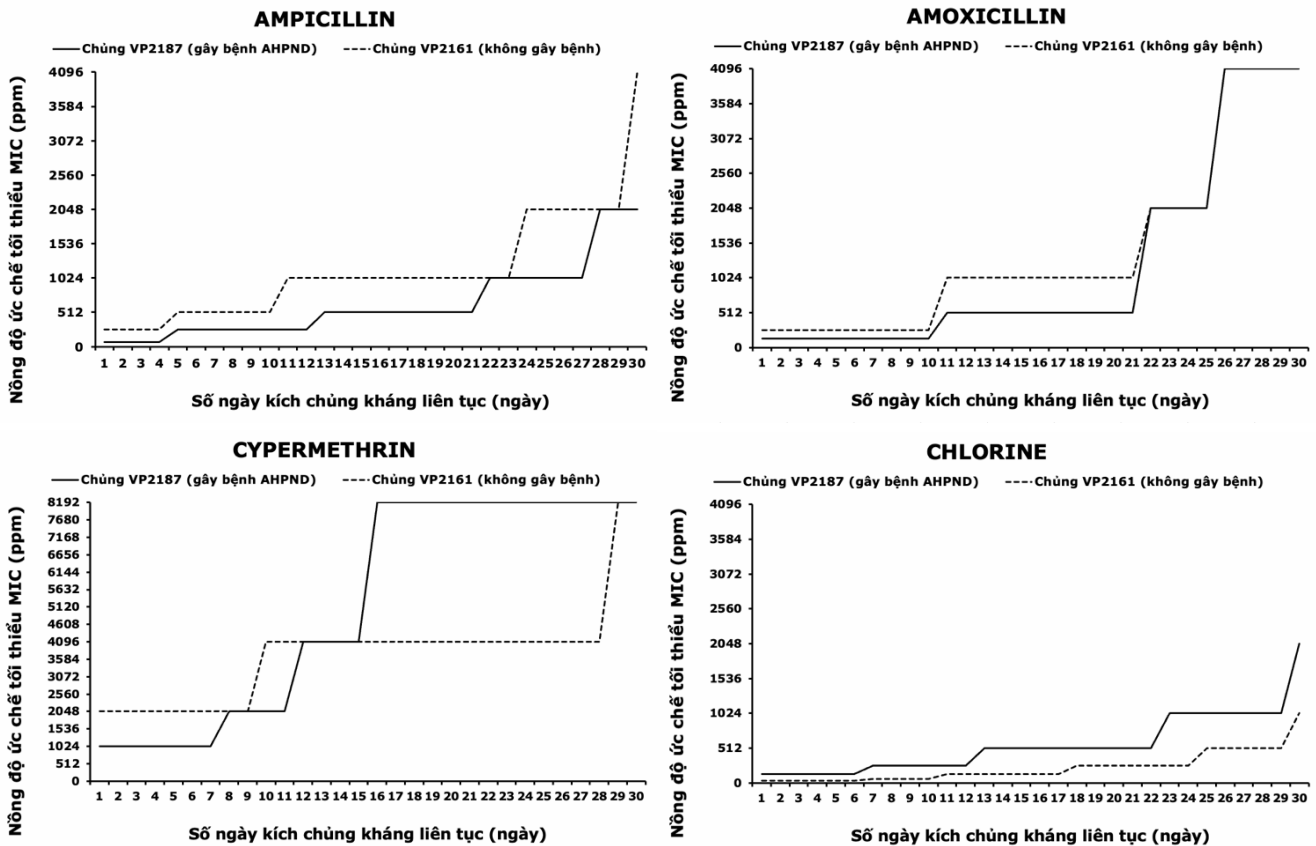 AMPICILLIN
Chủng VP2187 (gây bệnh AHPND) Chủng VP2161 (không gây bệnh)
Nồng độ ức chế tối thiểu MIC (ppm)
4096
3584
3072
2560
2048
1536
1024
512
0
1 2 3 4 5 6 7 8 9 10 11 12 13 14 15 16 17 18 19 20 21 22 23 24 25 26 27 28 29 30
Số ngày kích chủng kháng liên tục (ngày)
AMOXICILLIN
Chủng VP2187 (gây bệnh AHPND) Chủng VP2161 (không gây bệnh)
Nồng độ ức chế tối thiểu MIC (ppm)
4096
3584
3072
2560
2048
1536
1024
512
0
1 2 3 4 5 6 7 8 9 10 11 12 13 14 15 16 17 18 19 20 21 22 23 24 25 26 27 28 29 30
Số ngày kích chủng kháng liên tục (ngày)
CYPERMETHRIN
Chủng VP2187 (gây bệnh AHPND) Chủng VP2161 (không gây bệnh)
Nồng độ ức chế tối thiểu MIC (ppm)
8192
7680
7168
6656
6144
5632
5120
4608
4096
3584
3072
2560
2048
1536
1024
512
0
1 2 3 4 5 6 7 8 9 10 11 12 13 14 15 16 17 18 19 20 21 22 23 24 25 26 27 28 29 30
Số ngày kích chủng kháng liên tục (ngày)
CHLORINE
Chủng VP2187 (gây bệnh AHPND) Chủng VP2161 (không gây bệnh)
Nồng độ ức chế tối thiểu MIC (ppm)
4096
3584
3072
2560
2048
1536
1024
512
0
1 2 3 4 5 6 7 8 9 10 11 12 13 14 15 16 17 18 19 20 21 22 23 24 25 26 27 28 29 30
Số ngày kích chủng kháng liên tục (ngày)